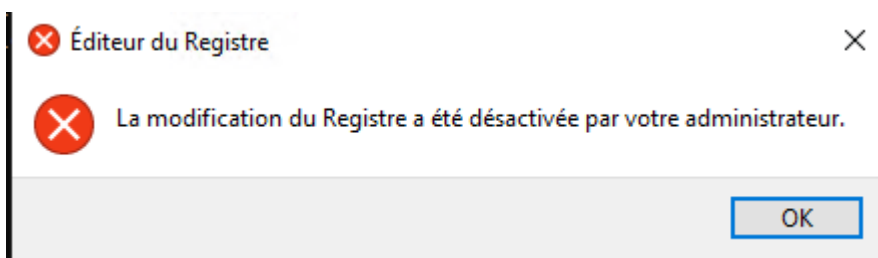 Éditeur du Registre
La modification du Registre a été désactivée par votre administrateur.
OK